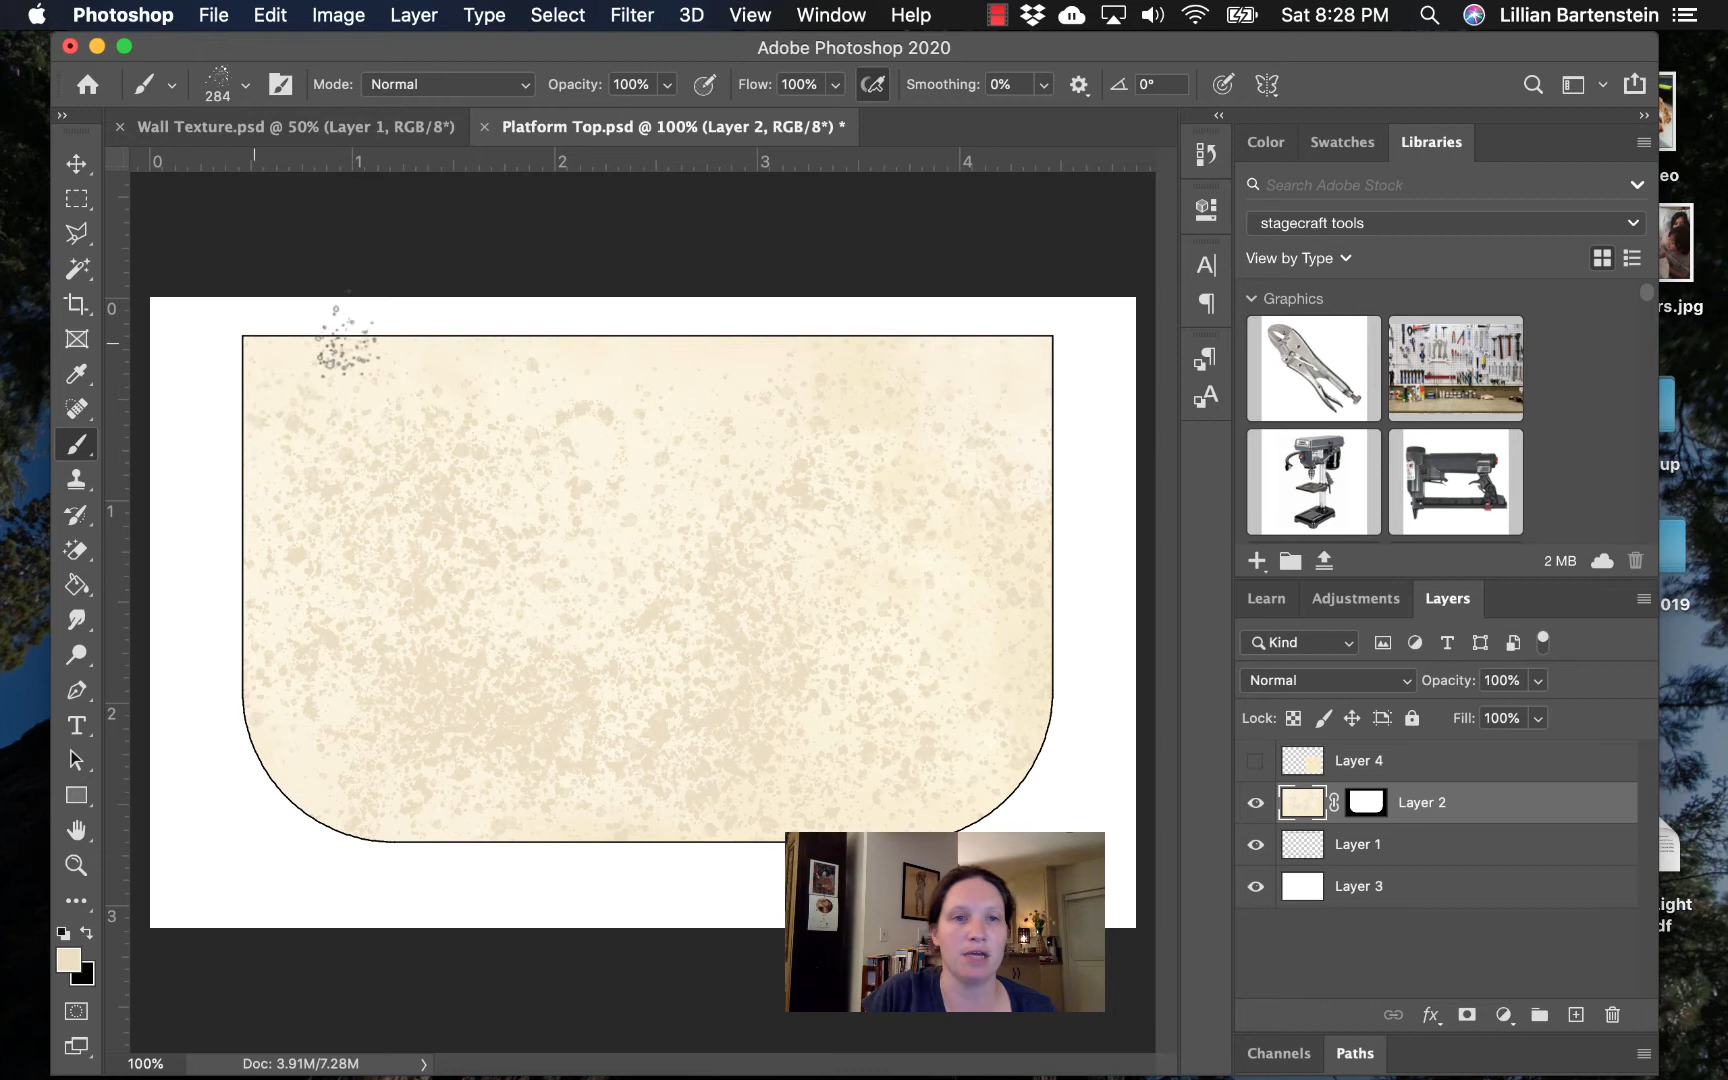 Photoshop File Edit Image Layer Type Select Filter 3D View Window Help Sat 8:28 PM Lillian Bartenstein
Adobe Photoshop 2020
284 Mode: Normal Opacity: 100% Flow: 100% Smoothing: 0% 0°
Wall Texture.psd @ 50% (Layer 1, RGB/8*) Platform Top.psd @ 100% (Layer 2, RGB/8*) *
0 1 2 3 4
0
1
2
3
Color Swatches Libraries
Search Adobe Stock
stagecraft tools
View by Type
Graphics
2 MB
Learn Adjustments Layers
Kind
Normal Opacity: 100%
Lock: Fill: 100%
Layer 4
Layer 2
Layer 1
Layer 3
Channels Paths
100% Doc: 3.91M/7.28M
eo
rs.jpg
up
019
ight
df